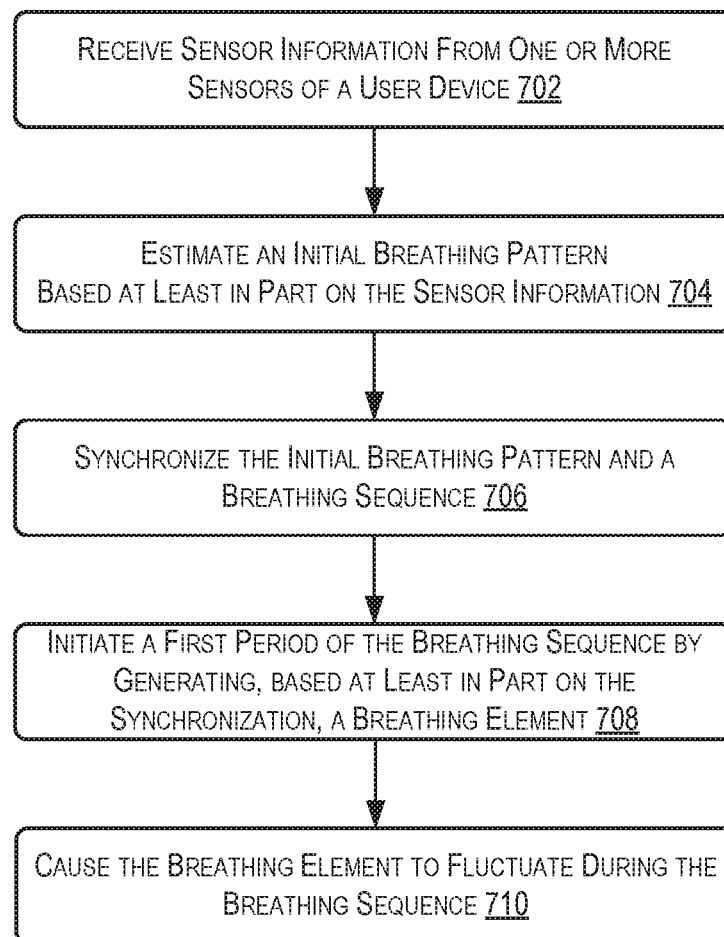 RECEIVE SENSOR INFORMATION FROM ONE OR MORE
SENSORS OF A USER DEVICE 702
ESTIMATE AN INITIAL BREATHING PATTERN
BASED AT LEAST IN PART ON THE SENSOR INFORMATION 704
SYNCHRONIZE THE INITIAL BREATHING PATTERN AND A
BREATHING SEQUENCE 706
INITIATE A FIRST PERIOD OF THE BREATHING SEQUENCE BY
GENERATING, BASED AT LEAST IN PART ON THE
SYNCHRONIZATION, A BREATHING ELEMENT 708
CAUSE THE BREATHING ELEMENT TO FLUCTUATE DURING THE
BREATHING SEQUENCE 710